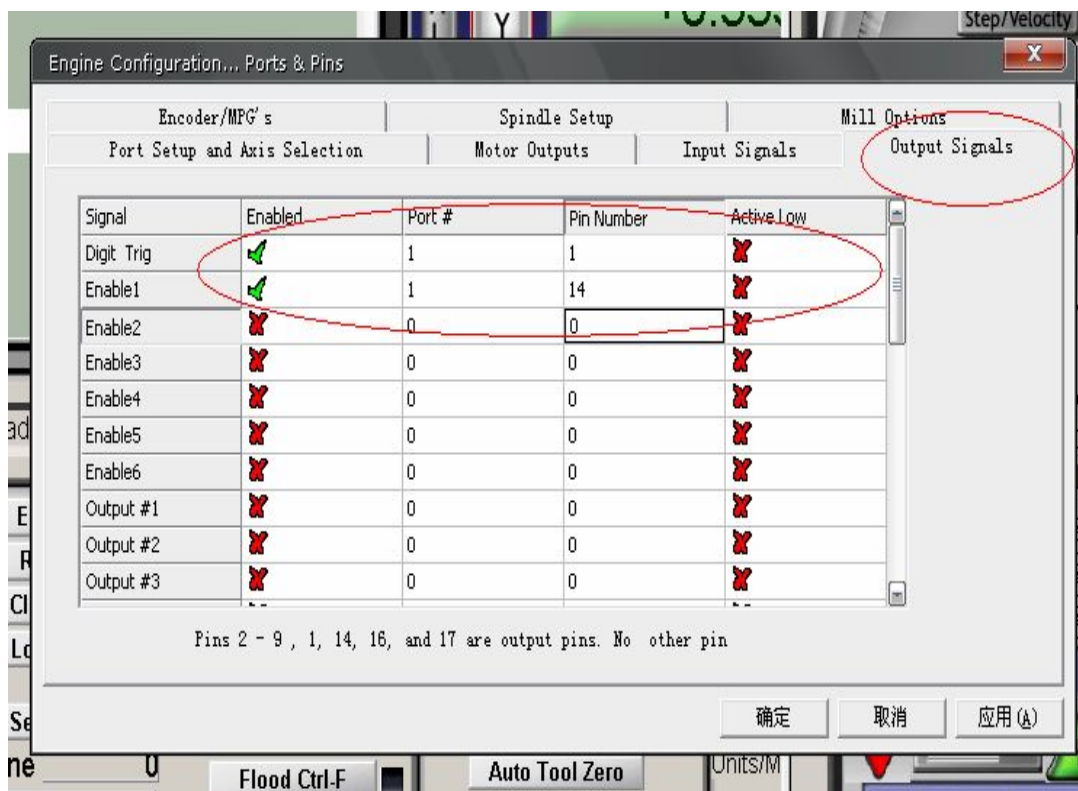 Y
Step/Velocity
Engine Configuration... Ports & Pins
X
Encoder/MPG's Spindle Setup Mill Options
Port Setup and Axis Selection Motor Outputs Input Signals Output Signals
Signal Enabled Port # Pin Number Active Low
Digit Trig 1 1
Enable1 1 14
Enable2 0 0
Enable3 0 0
Enable4 0 0
Enable5 0 0
Enable6 0 0
Output #1 0 0
Output #2 0 0
Output #3 0 0
Pins 2 - 9 , 1, 14, 16, and 17 are output pins. No other pin
确定 取消 应用(A)
0
Flood Ctrl-F Auto Tool Zero Units/M